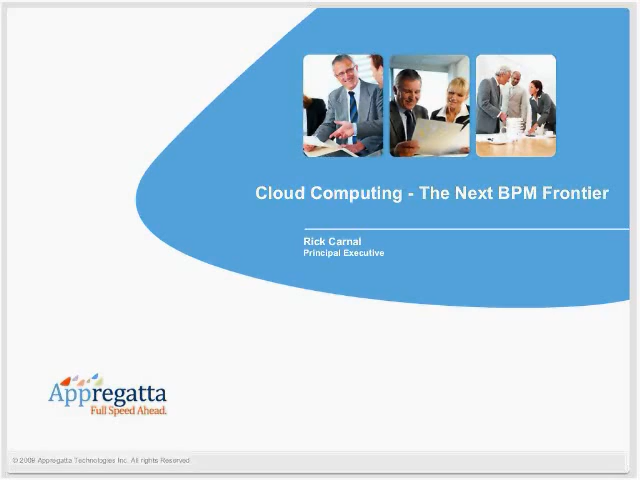 Cloud Computing - The Next BPM Frontier
Rick Carnal
Principal Executive
Appregatta
Full Speed Ahead.
© 2009 Appregatta Technologies Inc. All rights Reserved.